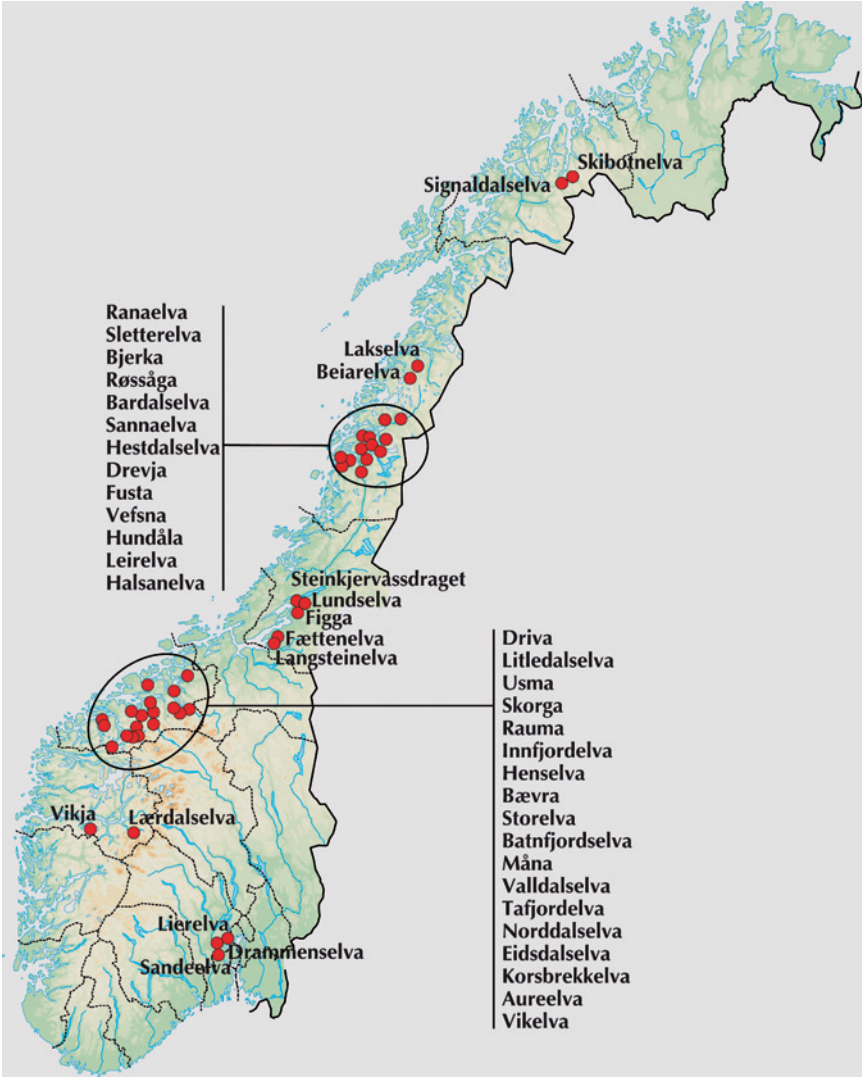 Skibotnelva
Signaldalselva
Ranaelva
Sletterelva
Bjerka
Røssåga
Bardalselva
Sannaelva
Hestdalselva
Drevja
Fusta
Vefsna
Hundåla
Leirelva
Halsanelva
Lakselva
Beiarelva
Steinkjervassdraget
Lundselva
Figga
Fættenelva
Langsteinelva
Driva
Litledalselva
Usma
Skorga
Rauma
Innfjordelva
Henselva
Bævra
Storelva
Batnfjordselva
Måna
Valldalselva
Tafjordelva
Norddalselva
Eidsdalselva
Korsbrekkelva
Aureelva
Vikelva
Vikja
Lærdalselva
Lierelva
Drammenselva
Sandeelva